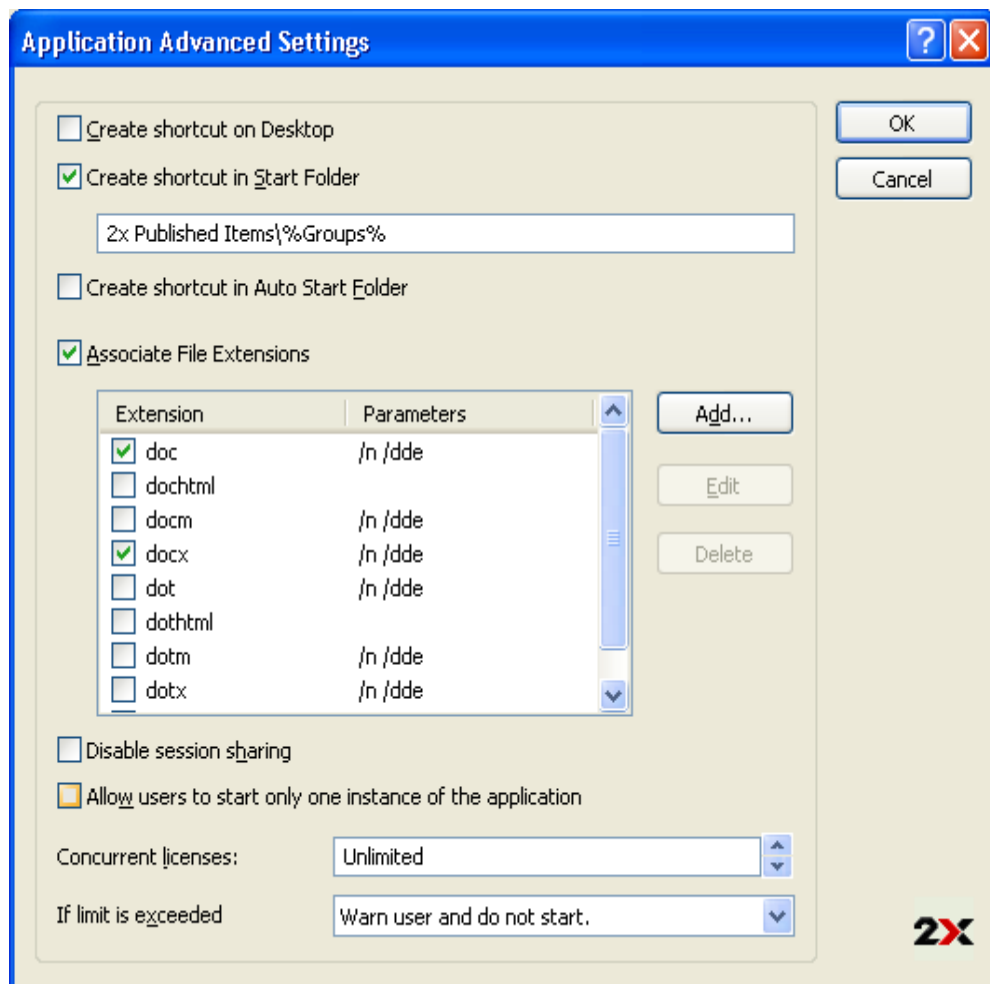 Application Advanced Settings
Create shortcut on Desktop
OK
Create shortcut in Start Folder
Cancel
2x Published Items\%Groups%
Create shortcut in Auto Start Folder
Associate File Extensions
Extension Parameters
Add...
doc /n /dde
dochtml
Edit
docm /n /dde
docx /n /dde
Delete
dot /n /dde
dothtml
dotm /n /dde
dotx /n /dde
Disable session sharing
Allow users to start only one instance of the application
Concurrent licenses: Unlimited
If limit is exceeded Warn user and do not start.
2X